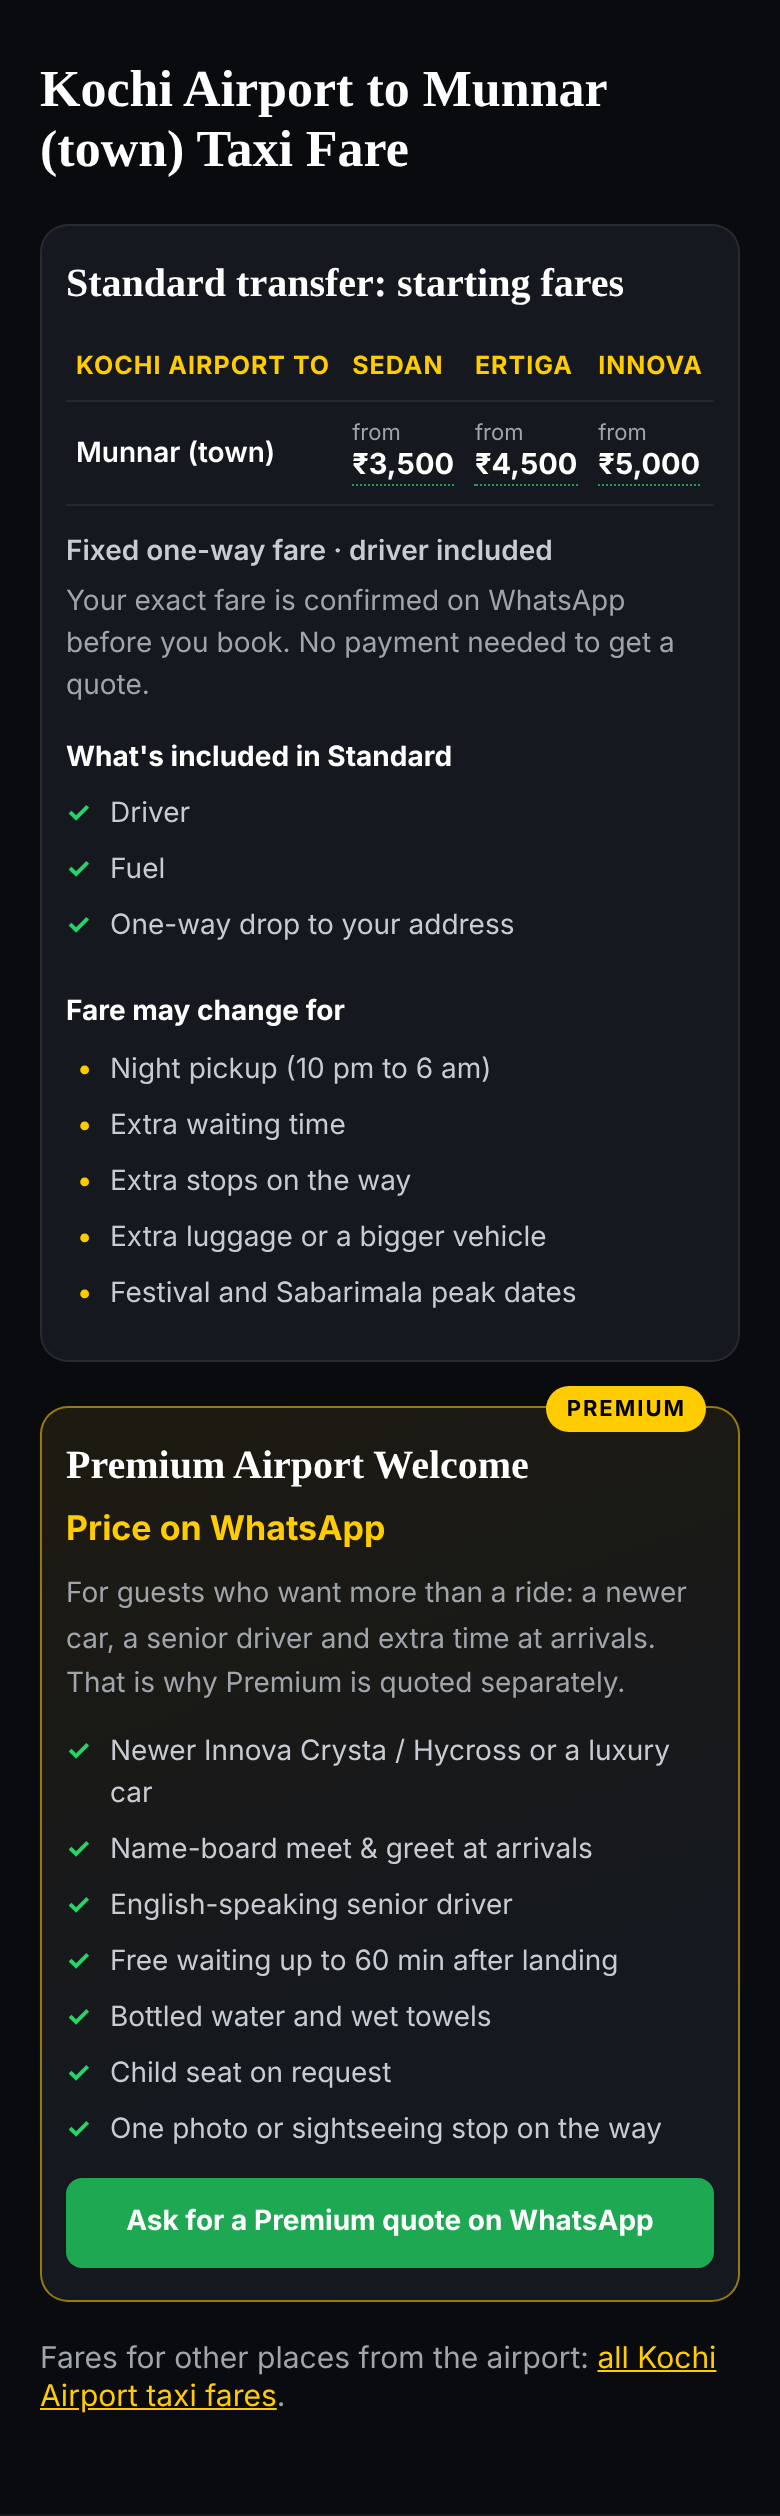 Kochi Airport to Munnar
(town) Taxi Fare
Standard transfer: starting fares
KOCHI AIRPORT TO SEDAN ERTIGA INNOVA
Munnar (town) from ₹3,500 from ₹4,500 from ₹5,000
Fixed one-way fare · driver included
Your exact fare is confirmed on WhatsApp
before you book. No payment needed to get a
quote.
What's included in Standard
✓ Driver
✓ Fuel
✓ One-way drop to your address
Fare may change for
• Night pickup (10 pm to 6 am)
• Extra waiting time
• Extra stops on the way
• Extra luggage or a bigger vehicle
• Festival and Sabarimala peak dates
PREMIUM
Premium Airport Welcome
Price on WhatsApp
For guests who want more than a ride: a newer
car, a senior driver and extra time at arrivals.
That is why Premium is quoted separately.
✓ Newer Innova Crysta / Hycross or a luxury
car
✓ Name-board meet & greet at arrivals
✓ English-speaking senior driver
✓ Free waiting up to 60 min after landing
✓ Bottled water and wet towels
✓ Child seat on request
✓ One photo or sightseeing stop on the way
Ask for a Premium quote on WhatsApp
Fares for other places from the airport: all Kochi
Airport taxi fares.